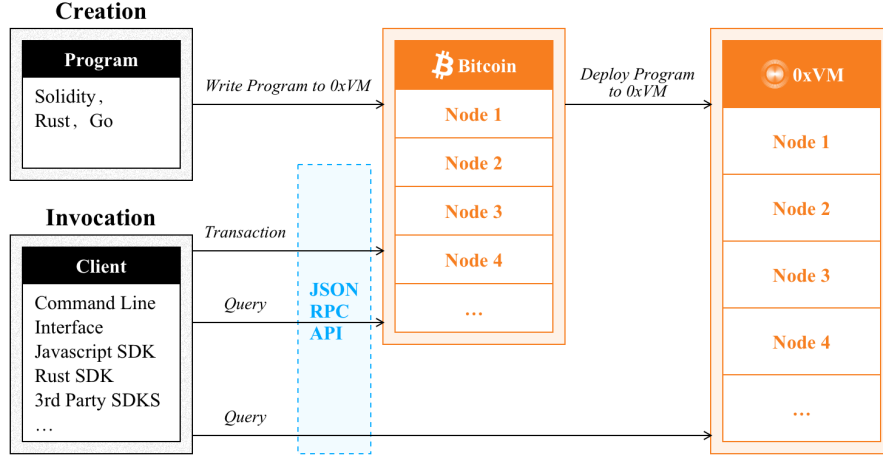 Creation
Program
Solidity，
Rust， Go
Write Program to 0xVM
Bitcoin
Node 1
Node 2
Node 3
Node 4
...
Deploy Program
to 0xVM
0xVM
Node 1
Node 2
Node 3
Node 4
...
Invocation
Client
Command Line
Interface
Javascript SDK
Rust SDK
3rd Party SDKS
...
Transaction
Query
Query
JSON
RPC
API